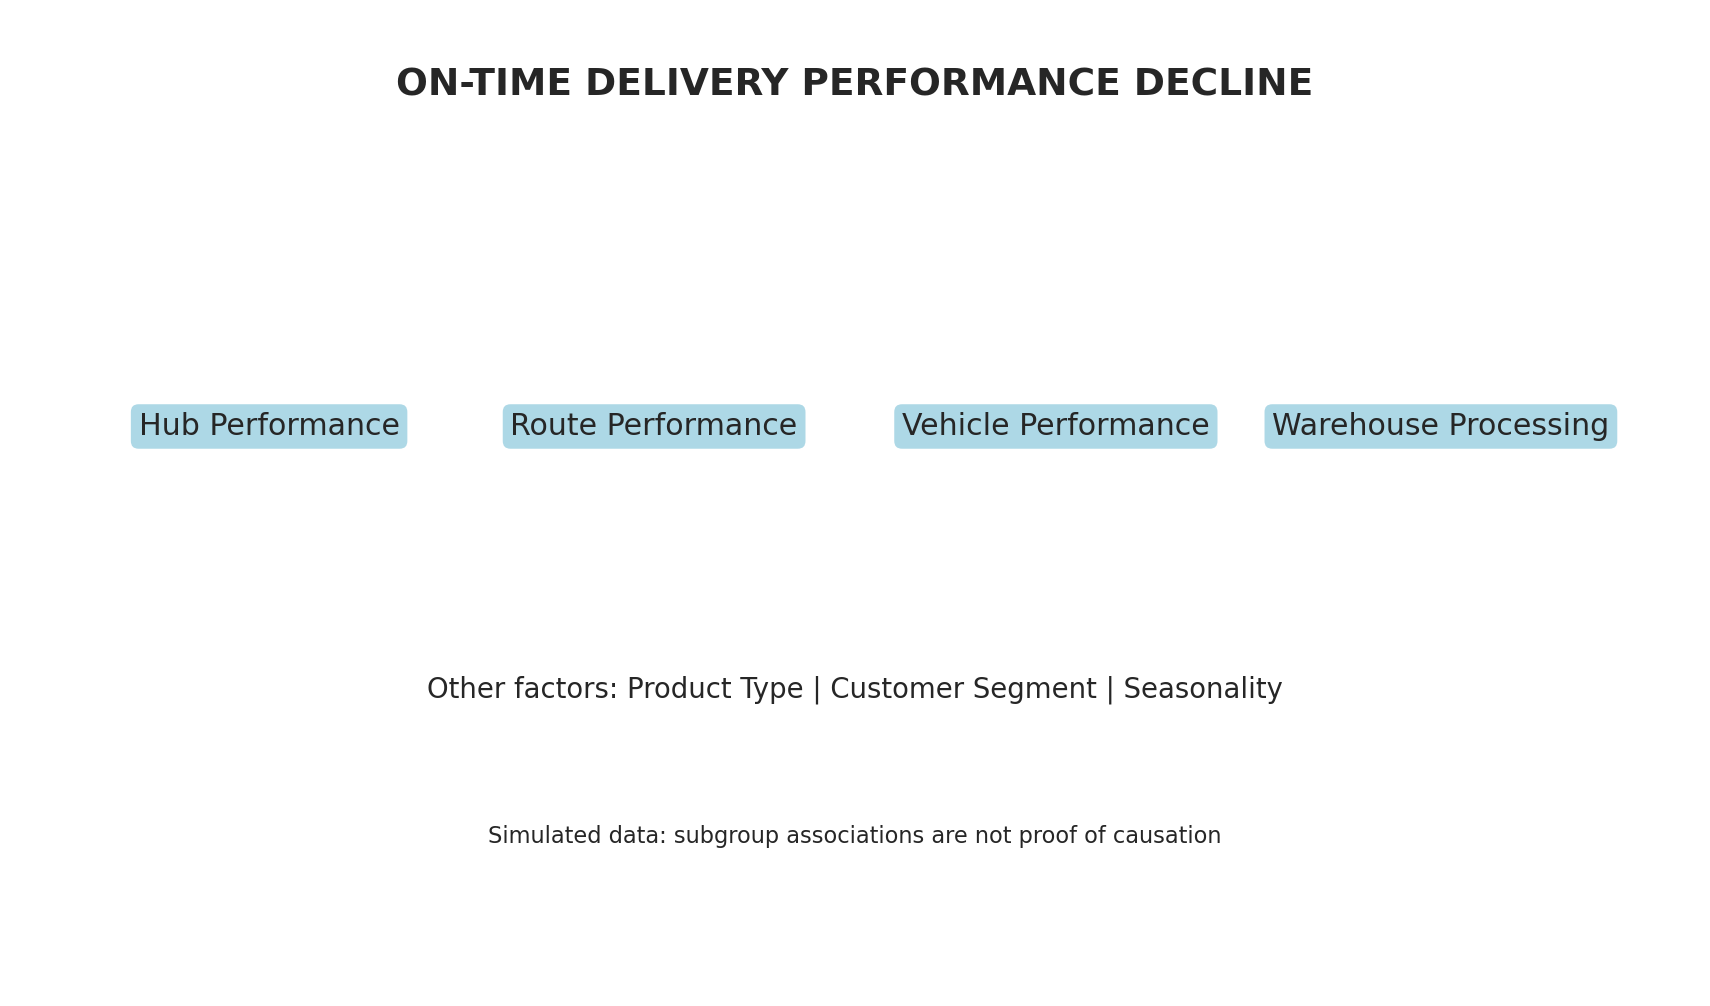 ON-TIME DELIVERY PERFORMANCE DECLINE
Hub Performance
Route Performance
Vehicle Performance
Warehouse Processing
Other factors: Product Type | Customer Segment | Seasonality
Simulated data: subgroup associations are not proof of causation